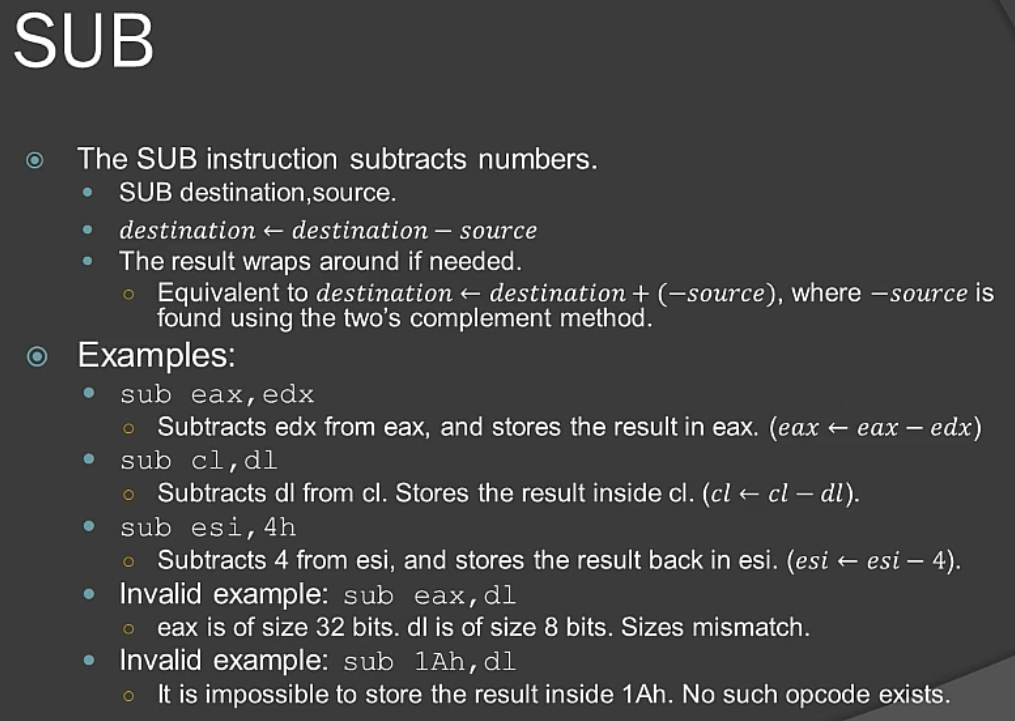 SUB
The SUB instruction subtracts numbers.
SUB destination,source.
destination ← destination − source
The result wraps around if needed.
Equivalent to destination ← destination + (−source), where −source is
found using the two's complement method.
Examples:
sub eax,edx
Subtracts edx from eax, and stores the result in eax. (eax ← eax − edx)
sub cl,dl
Subtracts dl from cl. Stores the result inside cl. (cl ← cl − dl).
sub esi,4h
Subtracts 4 from esi, and stores the result back in esi. (esi ← esi − 4).
Invalid example: sub eax,dl
eax is of size 32 bits. dl is of size 8 bits. Sizes mismatch.
Invalid example: sub 1Ah,dl
It is impossible to store the result inside 1Ah. No such opcode exists.